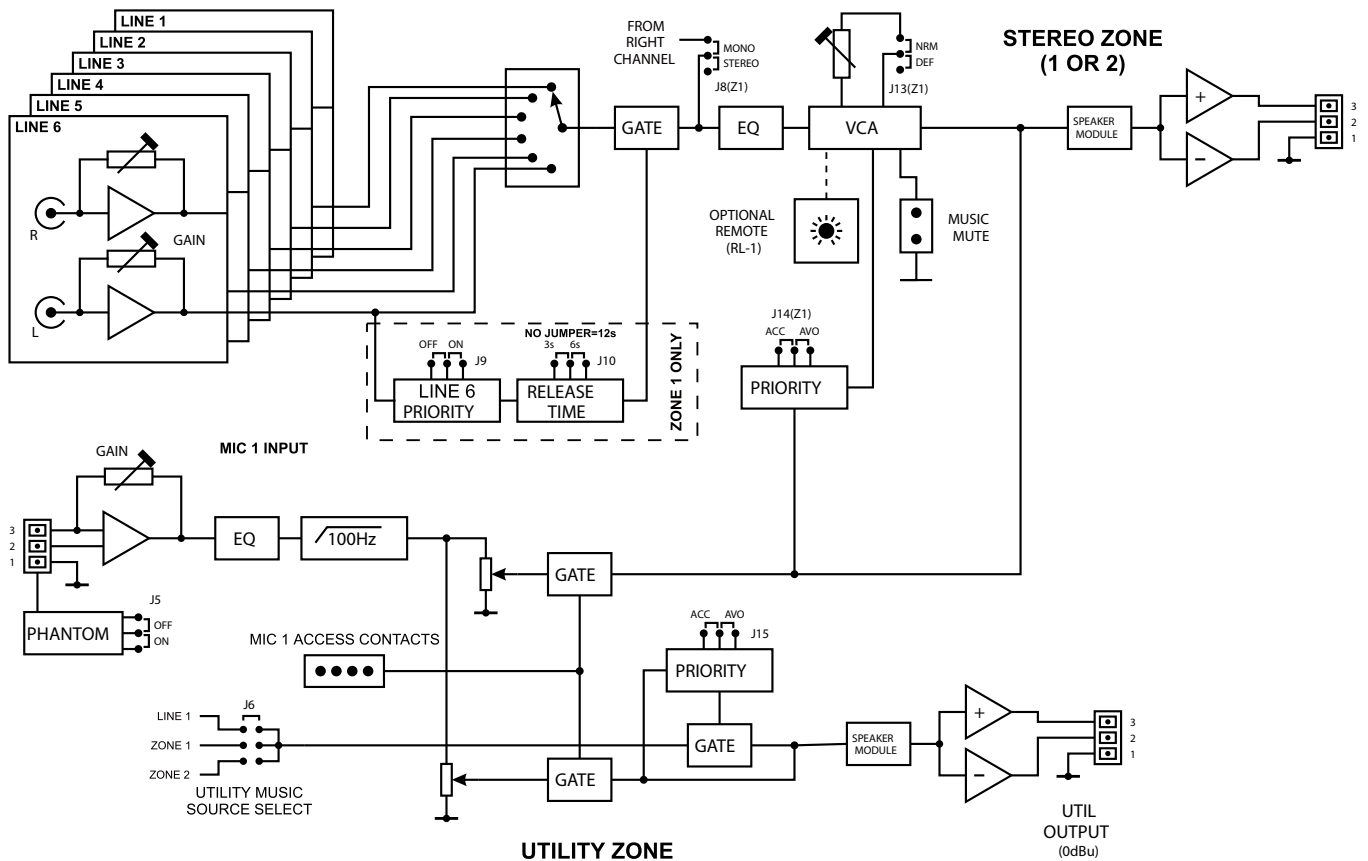 LINE 1
LINE 2
LINE 3
LINE 4
LINE 5
LINE 6
R
GAIN
L
FROM
RIGHT
CHANNEL
MONO
STEREO
J8(Z1)
NRM
DEF
J13(Z1)
STEREO ZONE
(1 OR 2)
GATE
EQ
VCA
SPEAKER
MODULE
+
−
3
2
1
OPTIONAL
REMOTE
(RL-1)
MUSIC
MUTE
NO JUMPER=12s
OFF ON
J9
3s 6s
J10
LINE 6
PRIORITY
RELEASE
TIME
ZONE 1 ONLY
J14(Z1)
ACC AVO
PRIORITY
MIC 1 INPUT
GAIN
3
2
1
EQ
100Hz
GATE
J5
PHANTOM
OFF
ON
MIC 1 ACCESS CONTACTS
ACC AVO
J15
PRIORITY
J6
LINE 1
ZONE 1
ZONE 2
UTILITY MUSIC
SOURCE SELECT
GATE
GATE
SPEAKER
MODULE
+
−
3
2
1
UTIL
OUTPUT
(0dBu)
UTILITY ZONE